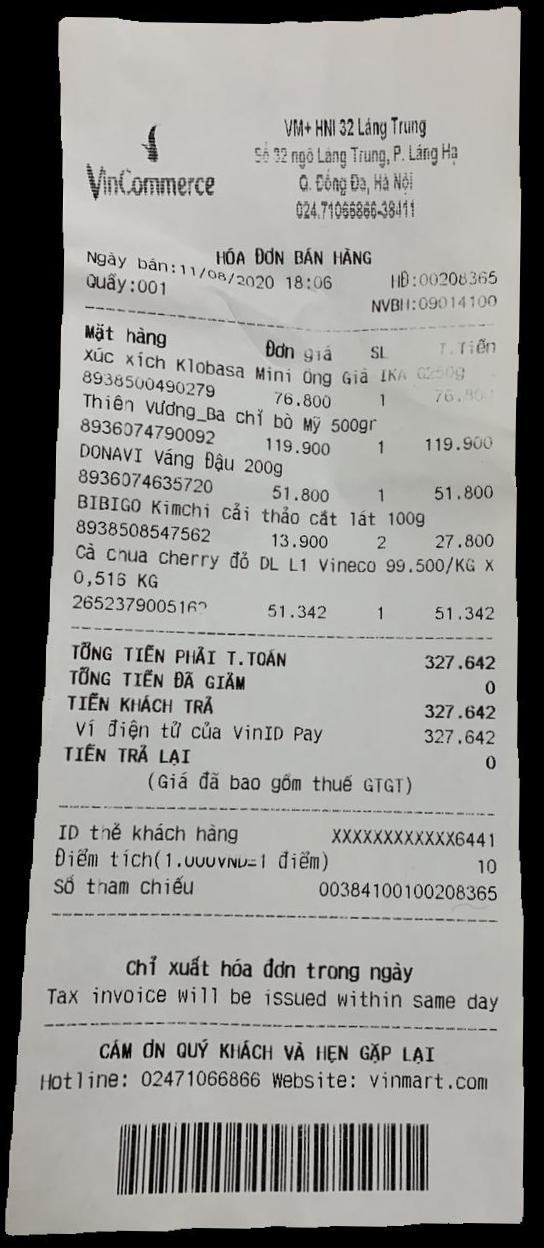 VinCommerce
VM+ HNI 32 Láng Trung
Số 32 ngõ Láng Trung, P. Láng Hạ
Q. Đống Đa, Hà Nội
024.71066866-38411
HÓA ĐƠN BÁN HÀNG
Ngày bán:11/08/2020 18:06 HĐ:00208365
Quầy:001 NVBH:09014100
Mặt hàng Đơn giá SL T.Tiền
Xúc xích Klobasa Mini Ông Già IKA G250g
8938500490279 76.800 1 76.800
Thiên Vương_Ba chỉ bò Mỹ 500gr
8936074790092 119.900 1 119.900
DONAVI Váng Đậu 200g
8936074635720 51.800 1 51.800
BIBIGO Kimchi cải thảo cắt lát 100g
8938508547562 13.900 2 27.800
Cà chua cherry đỏ DL L1 Vineco 99.500/KG X
0,516 KG
2652379005162 51.342 1 51.342
TỔNG TIỀN PHẢI T.TOÁN 327.642
TỔNG TIỀN ĐÃ GIẢM 0
TIỀN KHÁCH TRẢ 327.642
Ví điện tử của VinID Pay 327.642
TIỀN TRẢ LẠI 0
(Giá đã bao gồm thuế GTGT)
ID thẻ khách hàng XXXXXXXXXXXX6441
Điểm tích(1.000VND=1 điểm) 10
Số tham chiếu 00384100100208365
Chỉ xuất hóa đơn trong ngày
Tax invoice will be issued within same day
CẢM ƠN QUÝ KHÁCH VÀ HẸN GẶP LẠI
Hotline: 02471066866 Website: vinmart.com